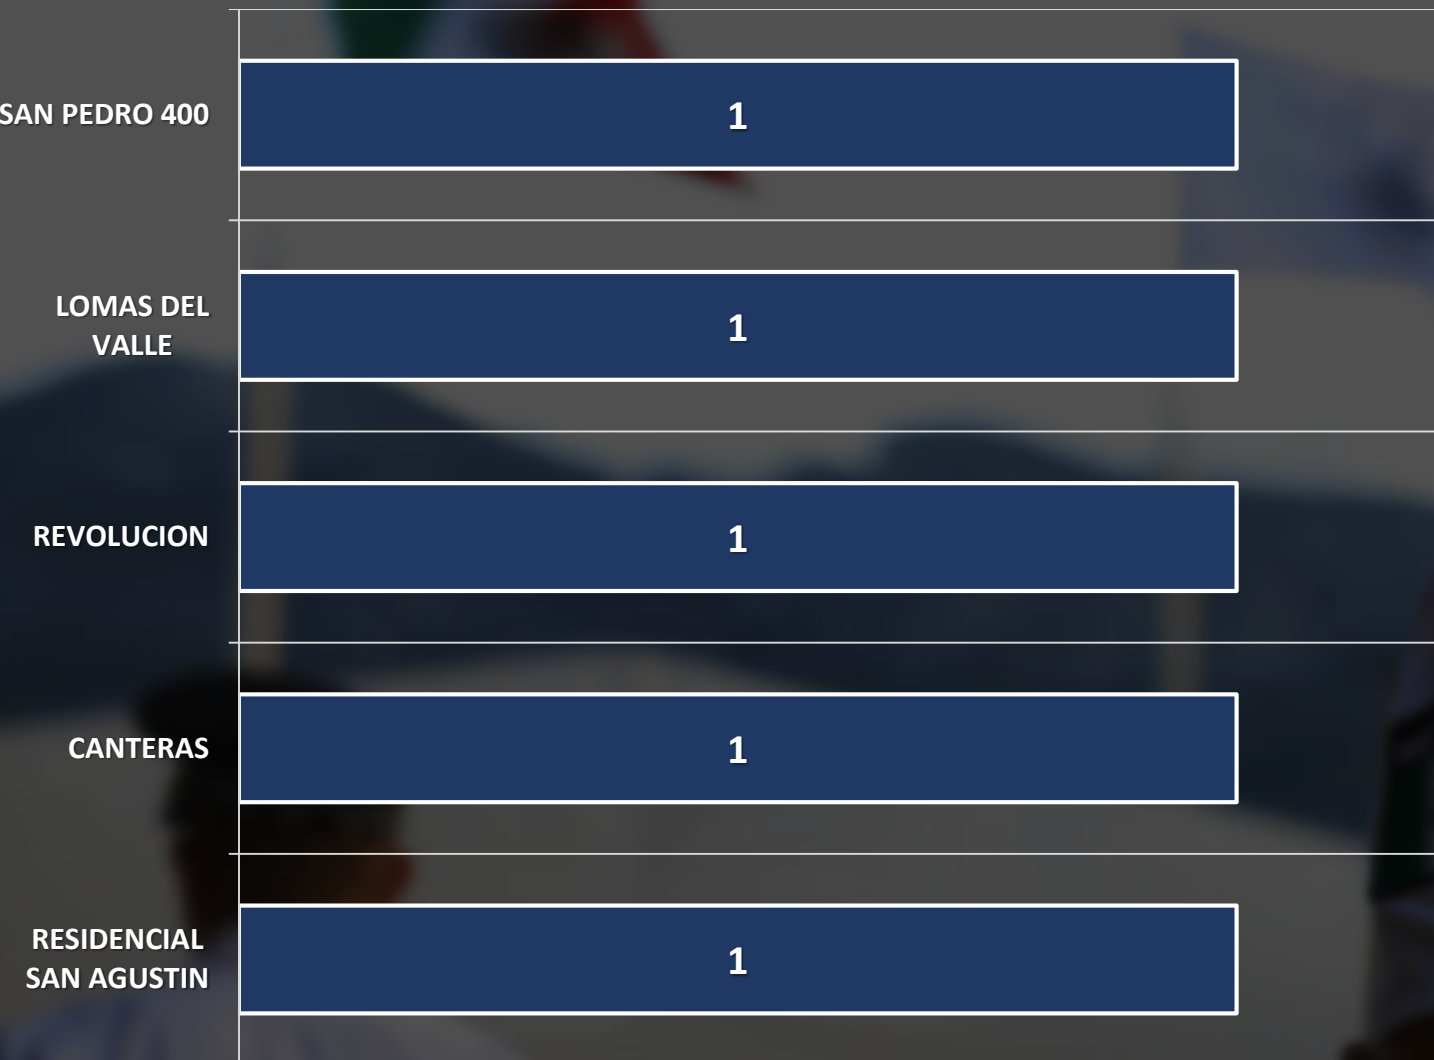 SAN PEDRO 400
1
LOMAS DEL
VALLE
1
REVOLUCION
1
CANTERAS
1
RESIDENCIAL
SAN AGUSTIN
1